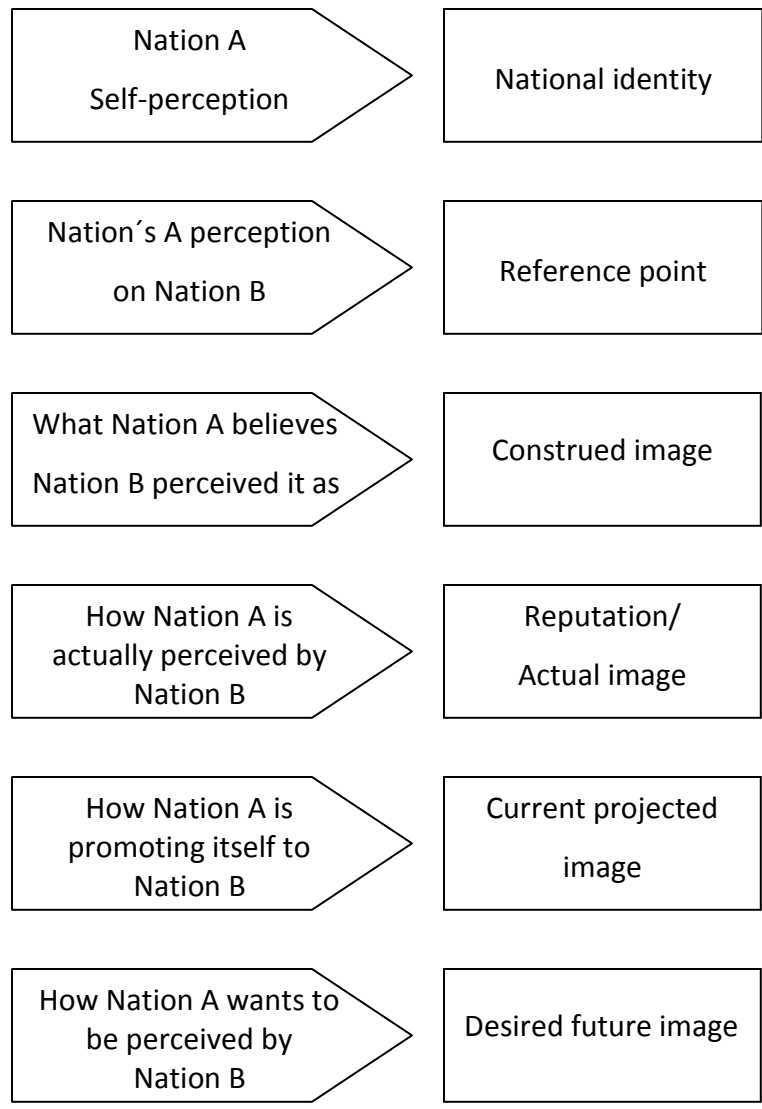 Nation A
Self-perception
National identity
Nation´s A perception
on Nation B
Reference point
What Nation A believes
Nation B perceived it as
Construed image
How Nation A is
actually perceived by
Nation B
Reputation/
Actual image
How Nation A is
promoting itself to
Nation B
Current projected
image
How Nation A wants to
be perceived by
Nation B
Desired future image